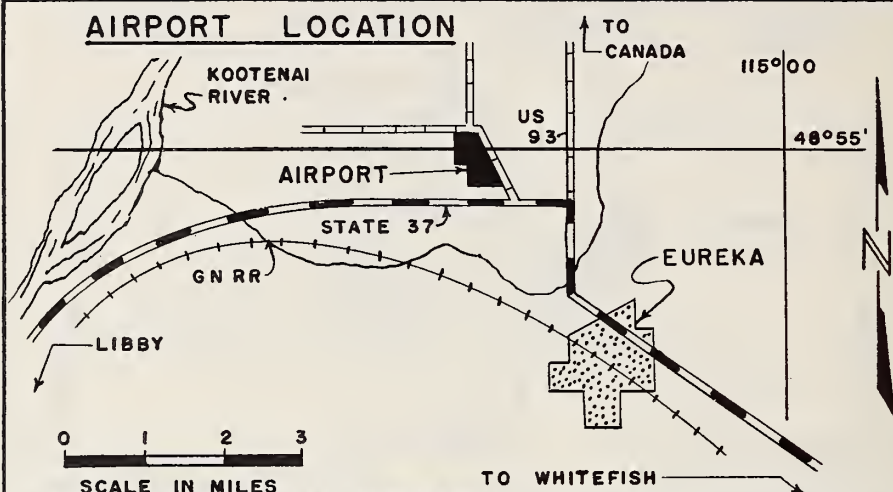 AIRPORT LOCATION
TO
CANADA
KOOTENAI
RIVER.
115°00
US
93
48°55'
AIRPORT
STATE 37
EUREKA
N
GN RR
LIBBY
0 1 2 3
SCALE IN MILES
TO WHITEFISH